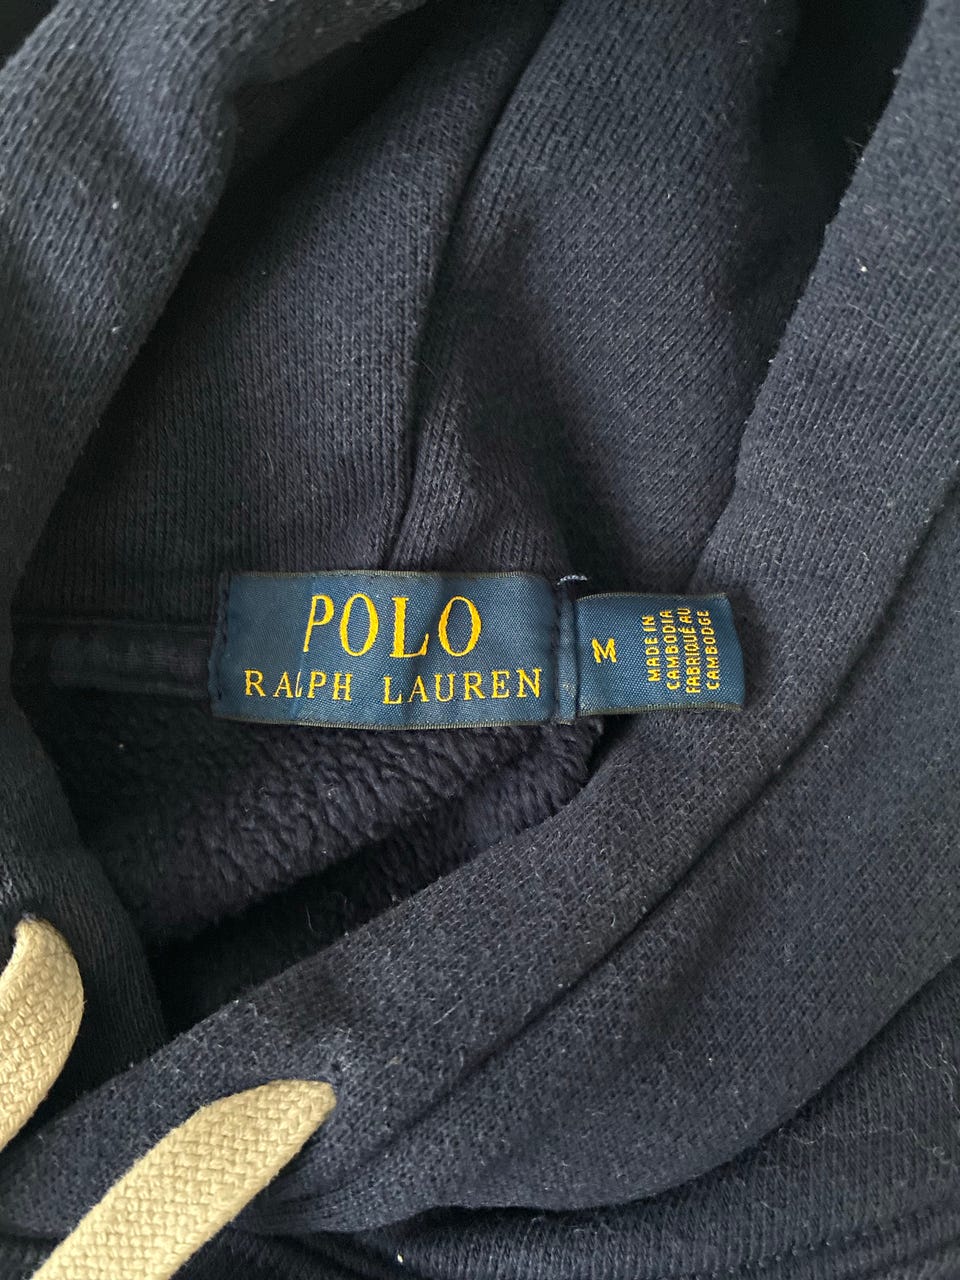 POLO
RALPH LAUREN
M
MADE IN
CAMBODIA
FABRIQUÉ AU
CAMBODGE